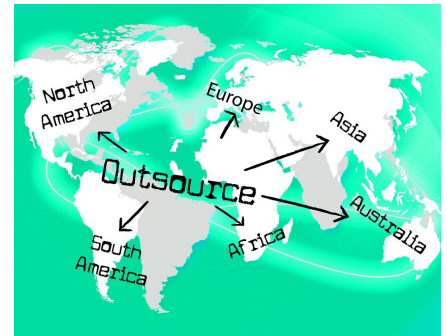 North
America
Europe
Asia
Outsource
Australia
South
America
Africa